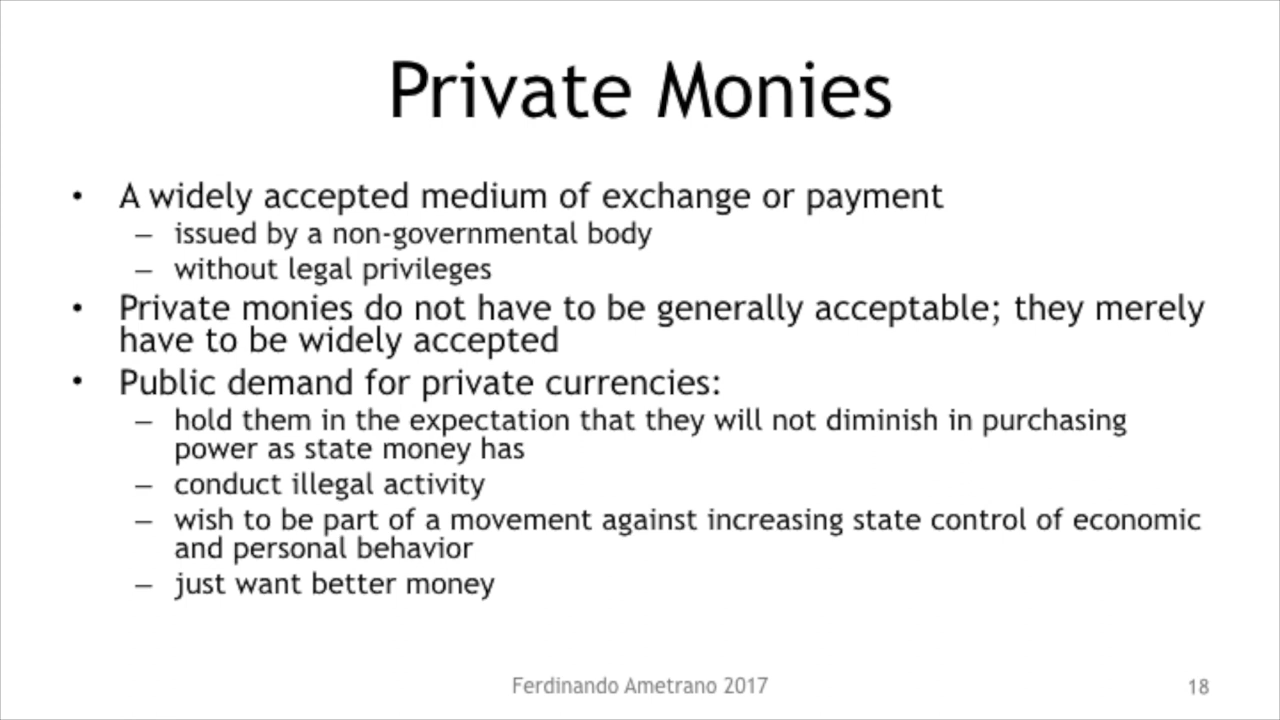 Private Monies
• A widely accepted medium of exchange or payment
– issued by a non-governmental body
– without legal privileges
• Private monies do not have to be generally acceptable; they merely
have to be widely accepted
• Public demand for private currencies:
– hold them in the expectation that they will not diminish in purchasing
power as state money has
– conduct illegal activity
– wish to be part of a movement against increasing state control of economic
and personal behavior
– just want better money
Ferdinando Ametrano 2017
18